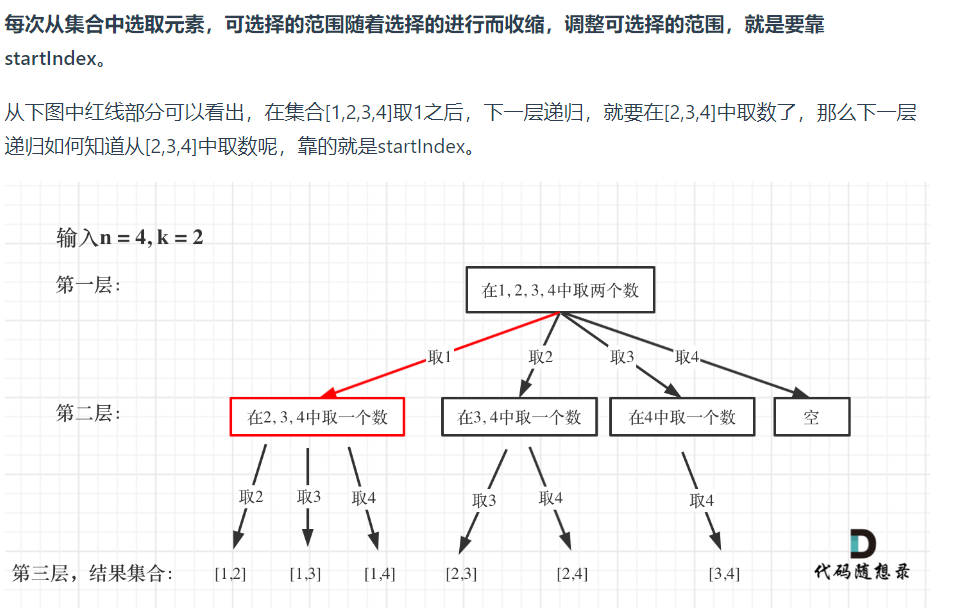 每次从集合中选取元素，可选择的范围随着选择的进行而收缩，调整可选择的范围，就是要靠
startIndex。
从下图中红线部分可以看出，在集合[1,2,3,4]取1之后，下一层递归，就要在[2,3,4]中取数了，那么下一层
递归如何知道从[2,3,4]中取数呢，靠的就是startIndex。
输入n = 4, k = 2
第一层：
在1, 2, 3, 4中取两个数
取1
取2
取3
取4
第二层：
在2, 3, 4中取一个数
在3, 4中取一个数
在4中取一个数
空
取2
取3
取4
取3
取4
取4
第三层，结果集合：
[1,2]
[1,3]
[1,4]
[2,3]
[2,4]
[3,4]
代码随想录